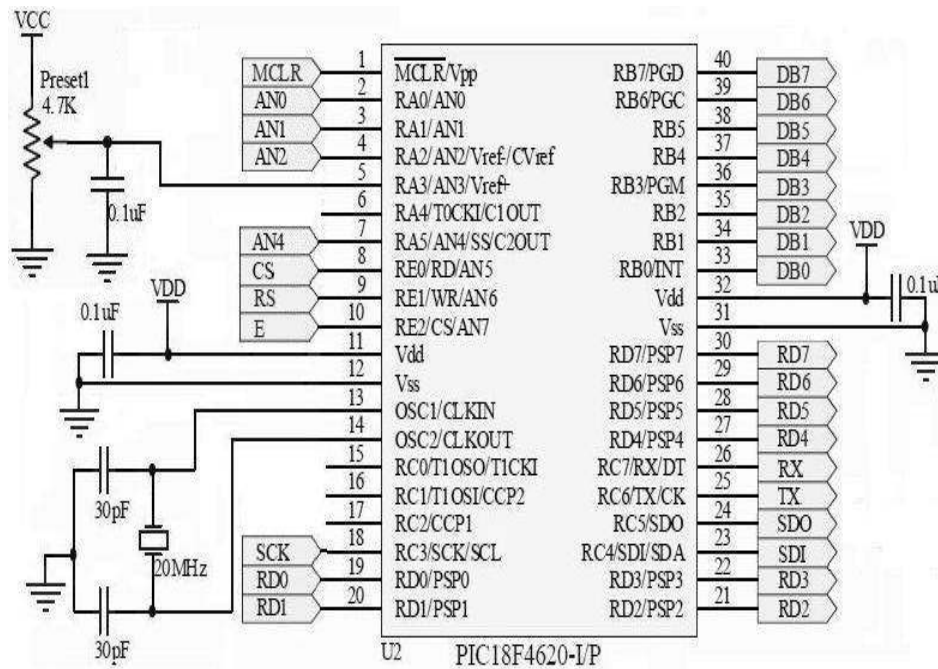 VCC
Preset1
4.7K
0.1uF
MCLR 1 MCLR/Vpp
AN0 2 RA0/AN0
AN1 3 RA1/AN1
AN2 4 RA2/AN2/Vref-/CVref
5 RA3/AN3/Vref+
6 RA4/T0CKI/C1OUT
AN4 7 RA5/AN4/SS/C2OUT
CS 8 RE0/RD/AN5
RS 9 RE1/WR/AN6
E 10 RE2/CS/AN7
VDD
0.1uF
11 Vdd
12 Vss
13 OSC1/CLKIN
14 OSC2/CLKOUT
15 RC0/T1OSO/T1CKI
16 RC1/T1OSI/CCP2
17 RC2/CCP1
SCK 18 RC3/SCK/SCL
RD0 19 RD0/PSP0
RD1 20 RD1/PSP1
30pF
20MHz
30pF
RB7/PGD 40 DB7
RB6/PGC 39 DB6
RB5 38 DB5
RB4 37 DB4
RB3/PGM 36 DB3
RB2 35 DB2
RB1 34 DB1
RB0/INT 33 DB0
VDD
Vdd 32
0.1u
Vss 31
RD7/PSP7 30 RD7
RD6/PSP6 29 RD6
RD5/PSP5 28 RD5
RD4/PSP4 27 RD4
RC7/RX/DT 26 RX
RC6/TX/CK 25 TX
RC5/SDO 24 SDO
RC4/SDI/SDA 23 SDI
RD3/PSP3 22 RD3
RD2/PSP2 21 RD2
U2 PIC18F4620-I/P